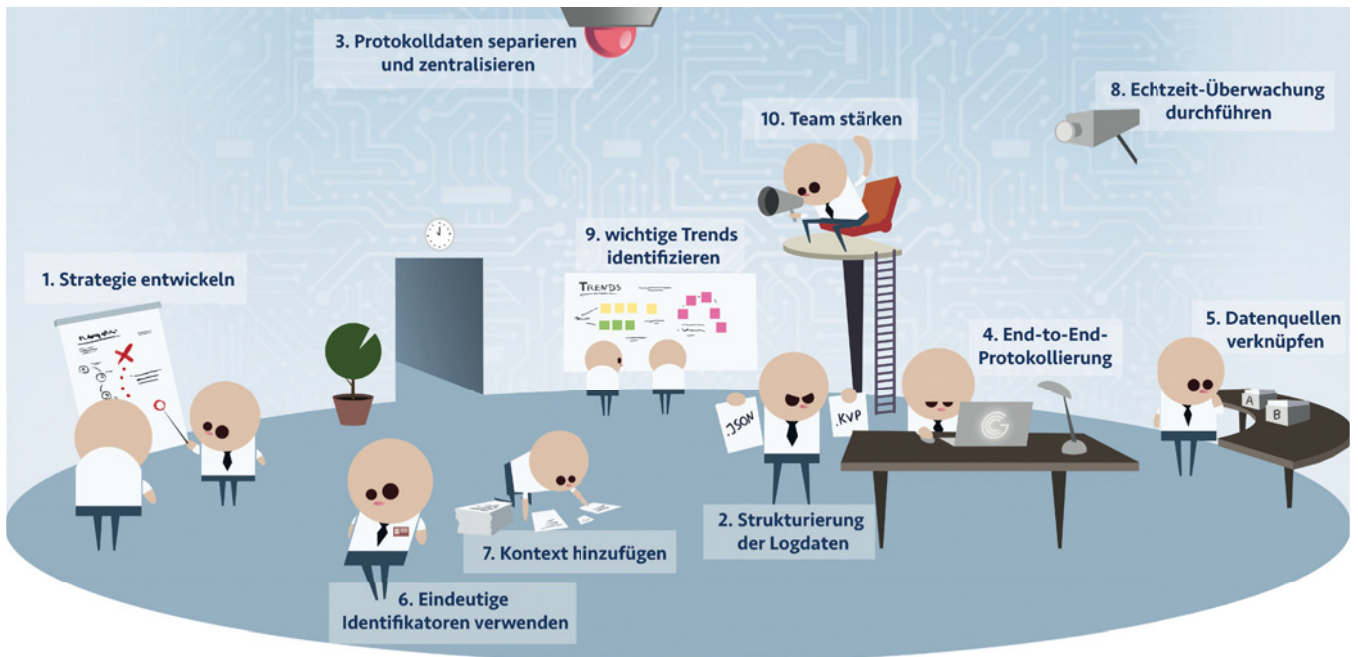 3. Protokolldaten separieren
und zentralisieren
8. Echtzeit-Überwachung
durchführen
10. Team stärken
9. wichtige Trends
identifizieren
1. Strategie entwickeln
TRENDS
5. Datenquellen
verknüpfen
4. End-to-End-
Protokollierung
.JSON
.KVP
A
B
2. Strukturierung
der Logdaten
7. Kontext hinzufügen
6. Eindeutige
Identifikatoren verwenden